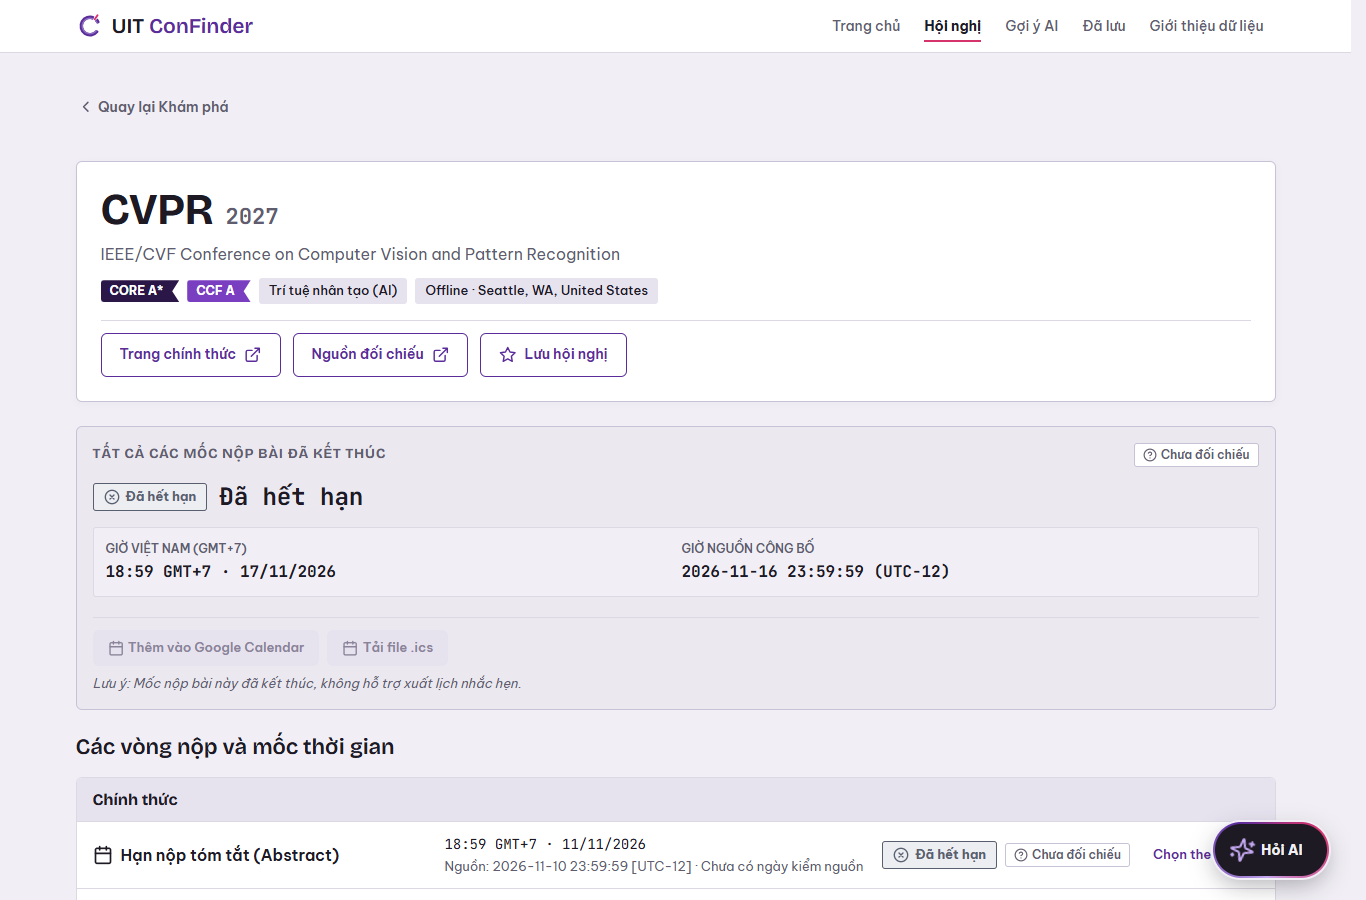 UIT ConFinder
Trang chủ Hội nghị Gợi ý AI Đã lưu Giới thiệu dữ liệu
Quay lại Khám phá
CVPR 2027
IEEE/CVF Conference on Computer Vision and Pattern Recognition
CORE A* CCF A Trí tuệ nhân tạo (AI) Offline · Seattle, WA, United States
Trang chính thức Nguồn đối chiếu Lưu hội nghị
TẤT CẢ CÁC MỐC NỘP BÀI ĐÃ KẾT THÚC
Chưa đối chiếu
Đã hết hạn Đã hết hạn
GIỜ VIỆT NAM (GMT+7) GIỜ NGUỒN CÔNG BỐ
18:59 GMT+7 · 17/11/2026 2026-11-16 23:59:59 (UTC-12)
Thêm vào Google Calendar Tải file .ics
Lưu ý: Mốc nộp bài này đã kết thúc, không hỗ trợ xuất lịch nhắc hẹn.
Các vòng nộp và mốc thời gian
Chính thức
Hạn nộp tóm tắt (Abstract)
18:59 GMT+7 · 11/11/2026
Nguồn: 2026-11-10 23:59:59 [UTC-12] · Chưa có ngày kiểm nguồn
Đã hết hạn Chưa đối chiếu Chọn the
Hỏi AI